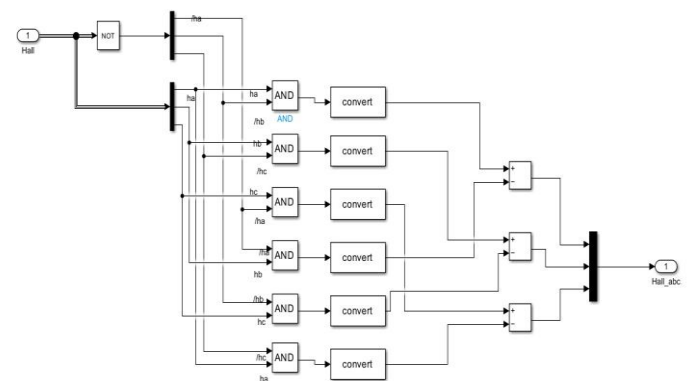 /ha
1
Hall
NOT
ha
ha
AND
convert
/hb
AND
hb
AND
convert
/hc
hc
AND
convert
/ha
/ha
AND
convert
hb
/hb
AND
convert
hc
/hc
AND
convert
ha
+
−
+
−
+
−
1
Hall_abc